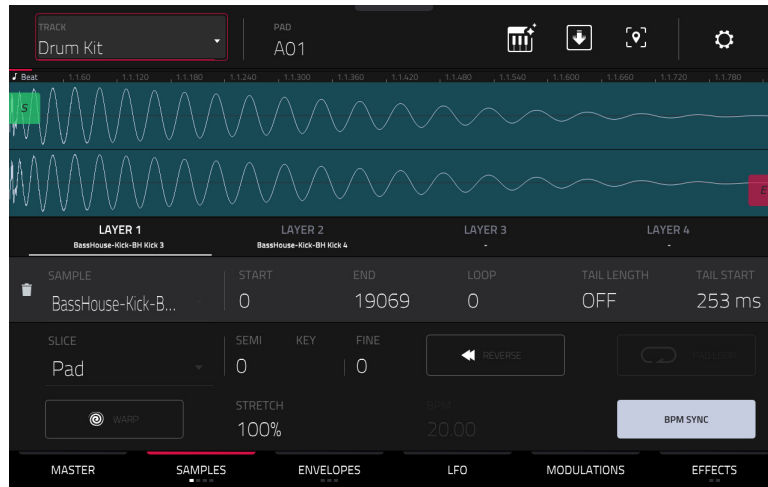 TRACK PAD
Drum Kit A01
Beat 1.1.60 1.1.120 1.1.180 1.1.240 1.1.300 1.1.360 1.1.420 1.1.480 1.1.540 1.1.600 1.1.660 1.1.720 1.1.780
S
E
LAYER 1 LAYER 2 LAYER 3 LAYER 4
BassHouse-Kick-BH Kick 3 BassHouse-Kick-BH Kick 4 - -
SAMPLE START END LOOP TAIL LENGTH TAIL START
BassHouse-Kick-B... 0 19069 0 OFF 253 ms
SLICE SEMI KEY FINE
Pad 0 0 REVERSE PAD LOOP
STRETCH BPM
WARP 100% 20.00 BPM SYNC
MASTER SAMPLES ENVELOPES LFO MODULATIONS EFFECTS